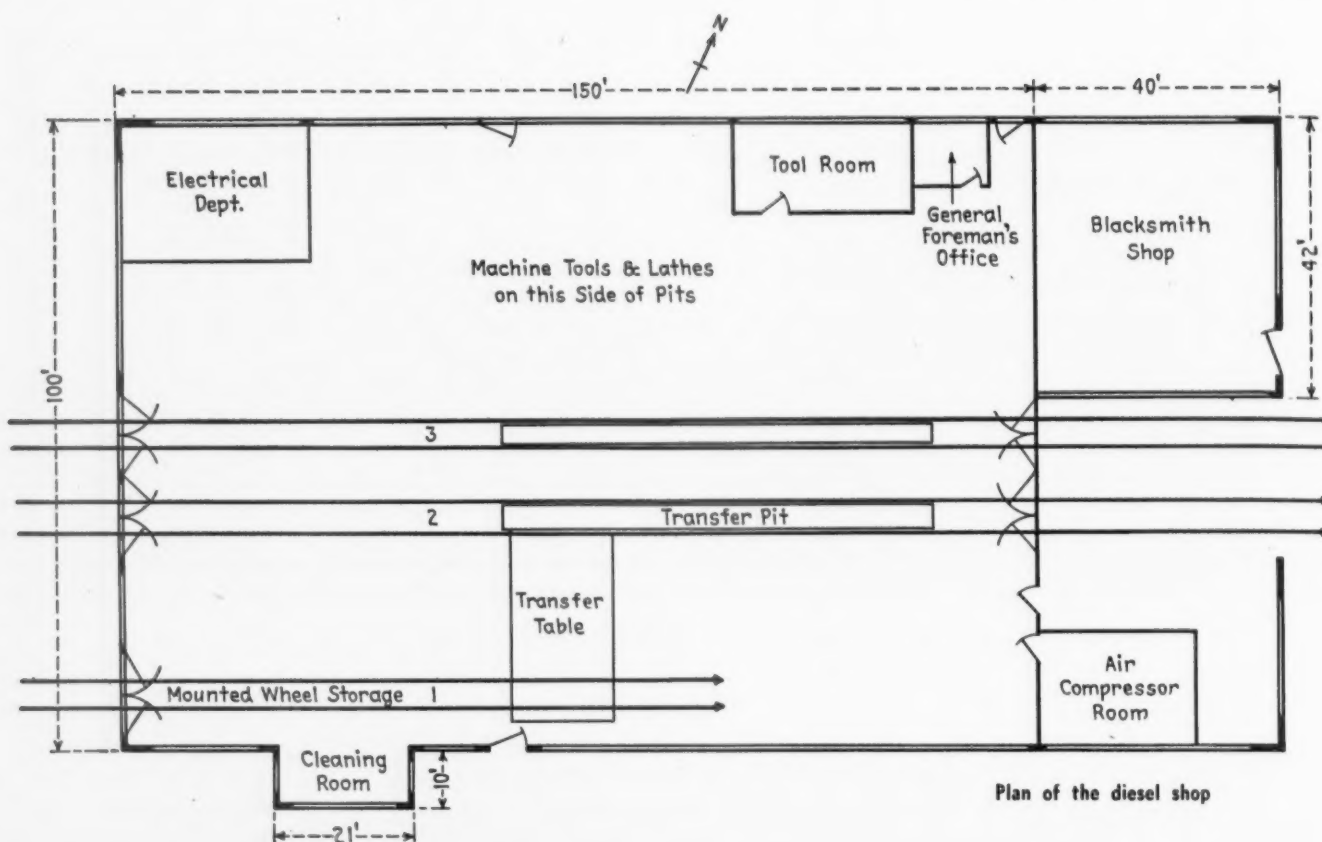 N
150'
40'
Electrical
Dept.
Tool Room
General
Foreman's
Office
Blacksmith
Shop
42'
Machine Tools & Lathes
on this Side of Pits
100'
3
2
Transfer Pit
Transfer
Table
Mounted Wheel Storage 1
Air
Compressor
Room
Cleaning
Room
10'
21'
Plan of the diesel shop